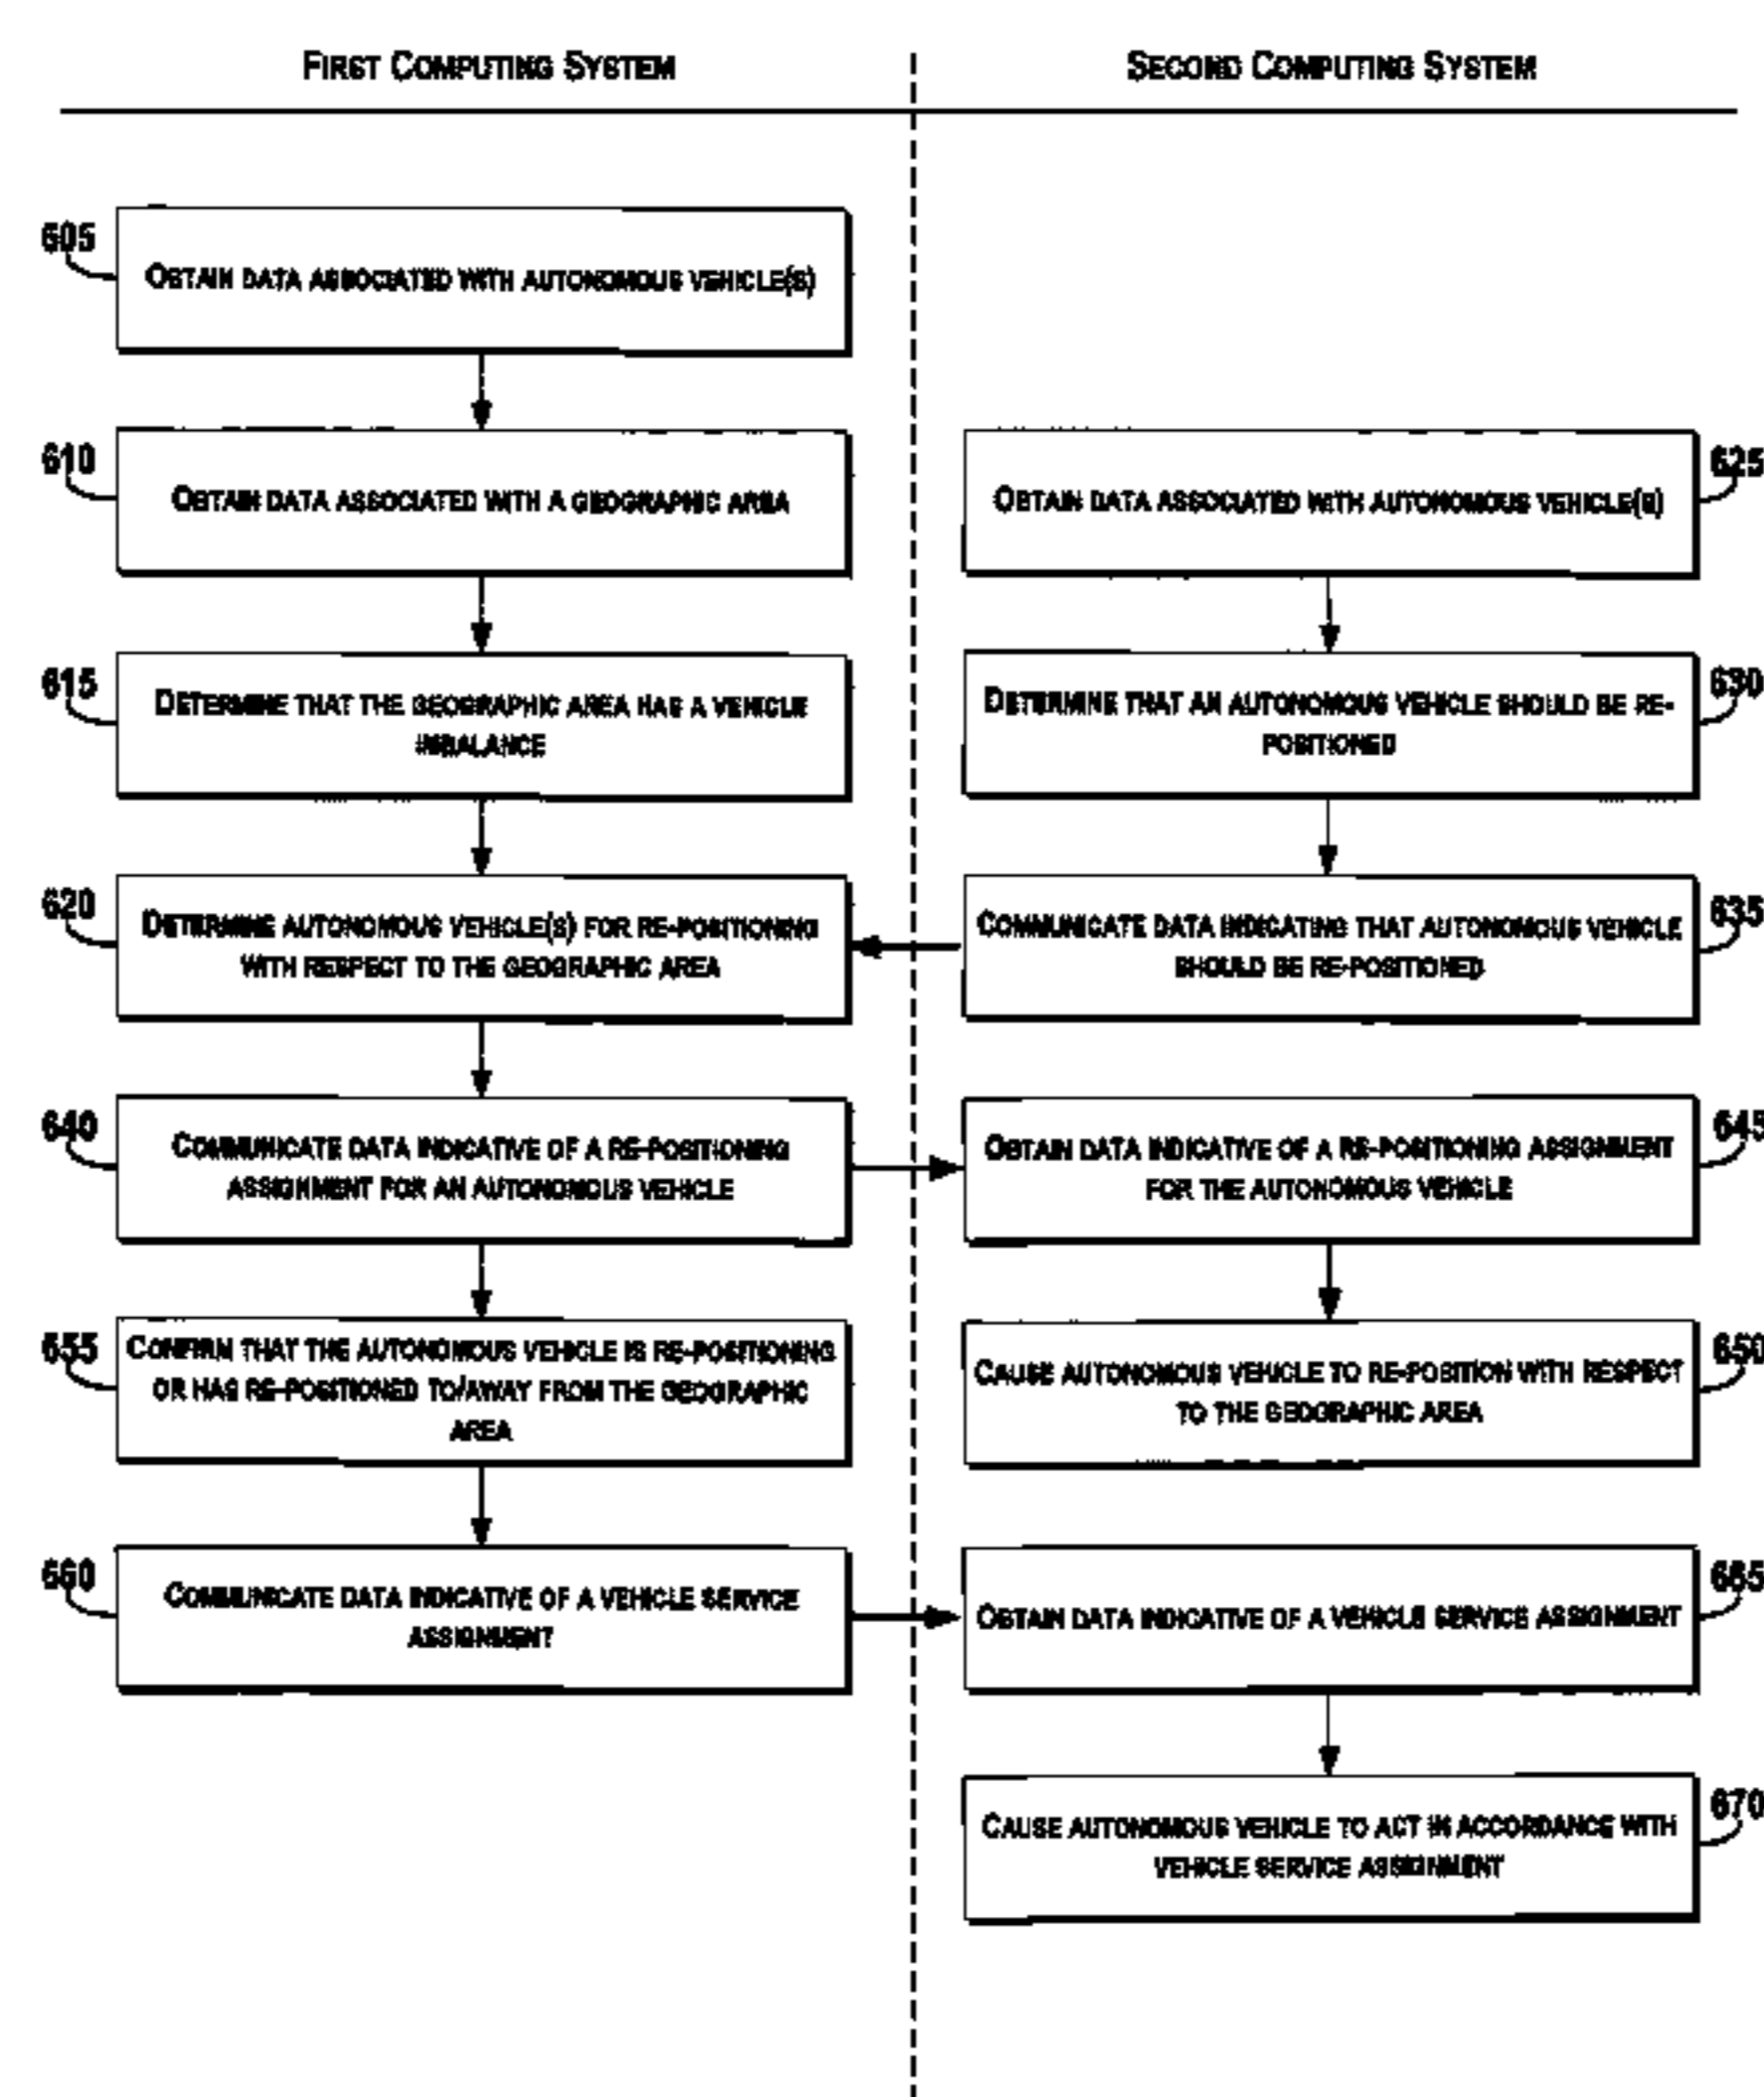 FIRST COMPUTING SYSTEM
SECOND COMPUTING SYSTEM
605
OBTAIN DATA ASSOCIATED WITH AUTONOMOUS VEHICLE(S)
610
OBTAIN DATA ASSOCIATED WITH A GEOGRAPHIC AREA
625
OBTAIN DATA ASSOCIATED WITH AUTONOMOUS VEHICLE(S)
615
DETERMINE THAT THE GEOGRAPHIC AREA HAS A VEHICLE
IMBALANCE
630
DETERMINE THAT AN AUTONOMOUS VEHICLE SHOULD BE RE-
POSITIONED
620
DETERMINE AUTONOMOUS VEHICLE(S) FOR RE-POSITIONING
WITH RESPECT TO THE GEOGRAPHIC AREA
635
COMMUNICATE DATA INDICATING THAT AUTONOMOUS VEHICLE
SHOULD BE RE-POSITIONED
640
COMMUNICATE DATA INDICATIVE OF A RE-POSITIONING
ASSIGNMENT FOR AN AUTONOMOUS VEHICLE
645
OBTAIN DATA INDICATIVE OF A RE-POSITIONING ASSIGNMENT
FOR THE AUTONOMOUS VEHICLE
655
CONFIRM THAT THE AUTONOMOUS VEHICLE IS RE-POSITIONING
OR HAS RE-POSITIONED TO/AWAY FROM THE GEOGRAPHIC
AREA
650
CAUSE AUTONOMOUS VEHICLE TO RE-POSITION WITH RESPECT
TO THE GEOGRAPHIC AREA
660
COMMUNICATE DATA INDICATIVE OF A VEHICLE SERVICE
ASSIGNMENT
665
OBTAIN DATA INDICATIVE OF A VEHICLE SERVICE ASSIGNMENT
670
CAUSE AUTONOMOUS VEHICLE TO ACT IN ACCORDANCE WITH
VEHICLE SERVICE ASSIGNMENT